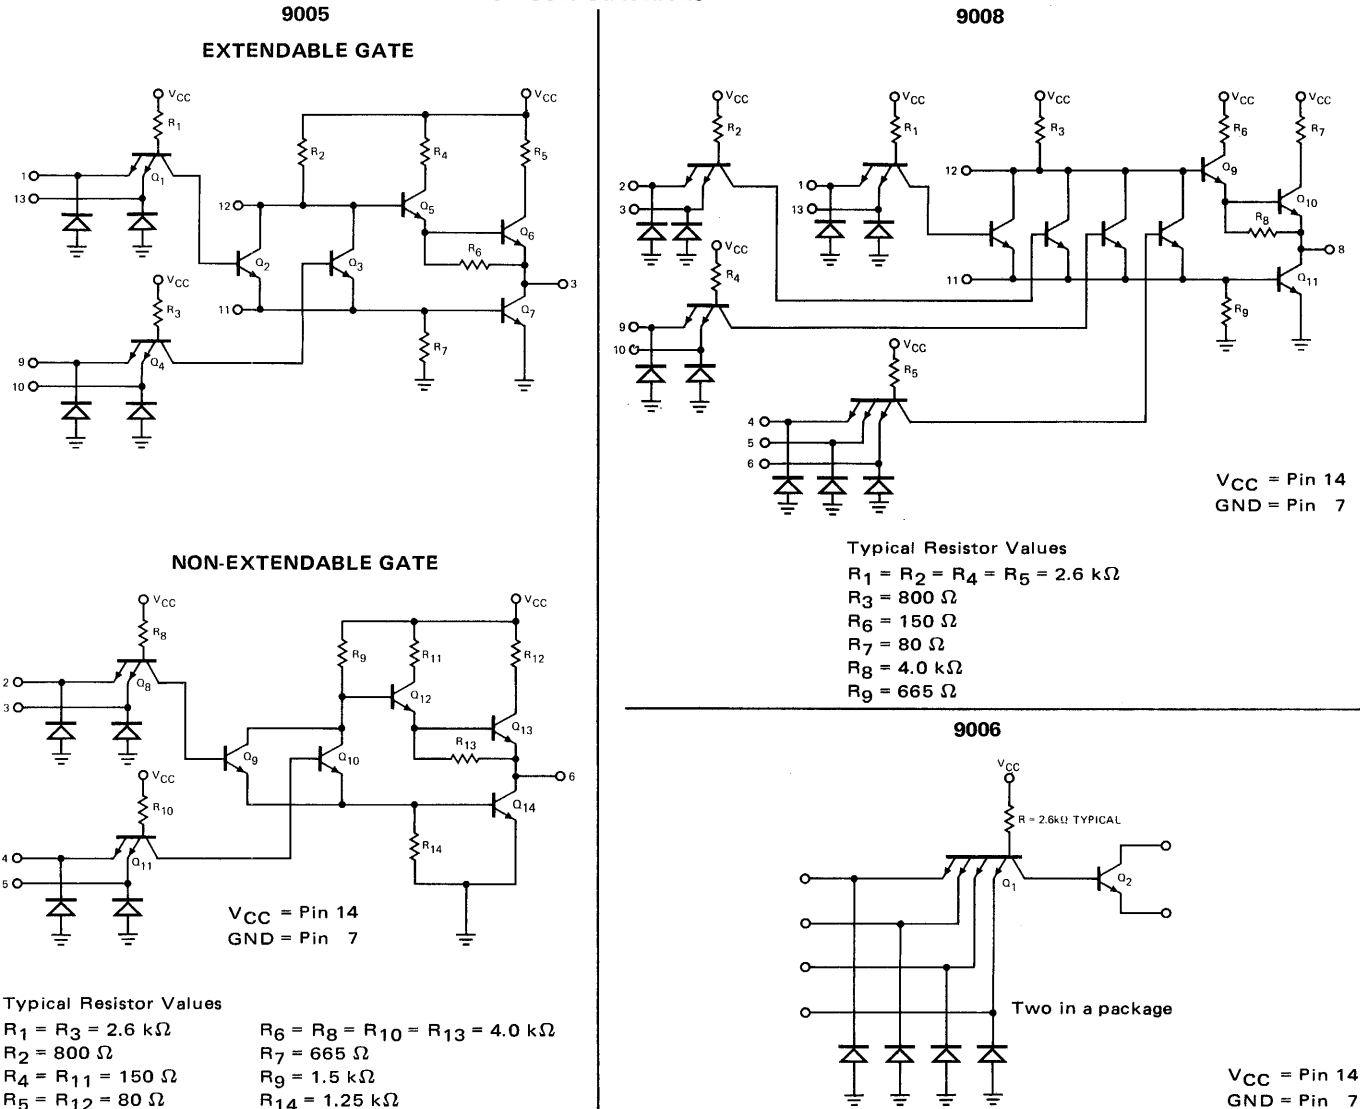 9005
EXTENDABLE GATE
VCC
VCC
R1
R2
R4
R5
1
Q1
13
12
Q5
Q6
R6
Q2
Q3
VCC
3
11
Q7
R3
R7
9
Q4
10
NON-EXTENDABLE GATE
VCC
VCC
R8
R9
R11
R12
2
Q8
Q12
3
Q13
R13
Q9
Q10
VCC
6
R10
Q14
4
Q11
R14
5
VCC = Pin 14
GND = Pin 7
Typical Resistor Values
R1 = R3 = 2.6 kΩ
R2 = 800 Ω
R4 = R11 = 150 Ω
R5 = R12 = 80 Ω
R6 = R8 = R10 = R13 = 4.0 kΩ
R7 = 665 Ω
R9 = 1.5 kΩ
R14 = 1.25 kΩ
9008
VCC
VCC
VCC
VCC
VCC
R2
R1
R3
R6
R7
12
Q9
2
1
3
13
Q10
R8
VCC
8
R4
11
Q11
R9
9
10
VCC
R5
4
5
6
VCC = Pin 14
GND = Pin 7
Typical Resistor Values
R1 = R2 = R4 = R5 = 2.6 kΩ
R3 = 800 Ω
R6 = 150 Ω
R7 = 80 Ω
R8 = 4.0 kΩ
R9 = 665 Ω
9006
VCC
R = 2.6kΩ TYPICAL
Q1
Q2
Two in a package
VCC = Pin 14
GND = Pin 7